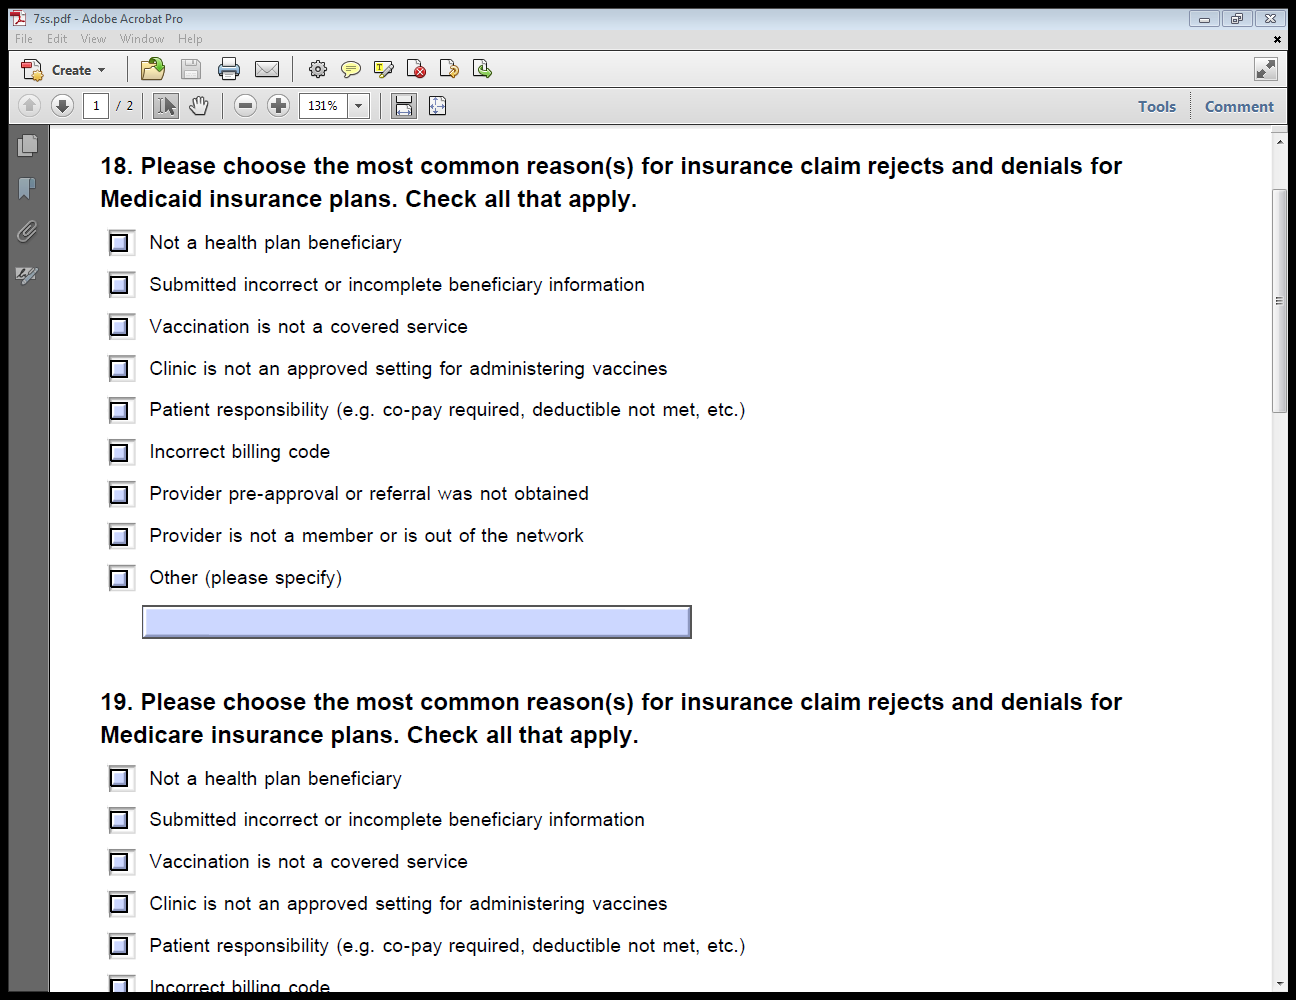 7ss.pdf - Adobe Acrobat Pro
File Edit View Window Help
Create
1 / 2 131% Tools Comment
18. Please choose the most common reason(s) for insurance claim rejects and denials for
Medicaid insurance plans. Check all that apply.
Not a health plan beneficiary
Submitted incorrect or incomplete beneficiary information
Vaccination is not a covered service
Clinic is not an approved setting for administering vaccines
Patient responsibility (e.g. co-pay required, deductible not met, etc.)
Incorrect billing code
Provider pre-approval or referral was not obtained
Provider is not a member or is out of the network
Other (please specify)
19. Please choose the most common reason(s) for insurance claim rejects and denials for
Medicare insurance plans. Check all that apply.
Not a health plan beneficiary
Submitted incorrect or incomplete beneficiary information
Vaccination is not a covered service
Clinic is not an approved setting for administering vaccines
Patient responsibility (e.g. co-pay required, deductible not met, etc.)
Incorrect billing code